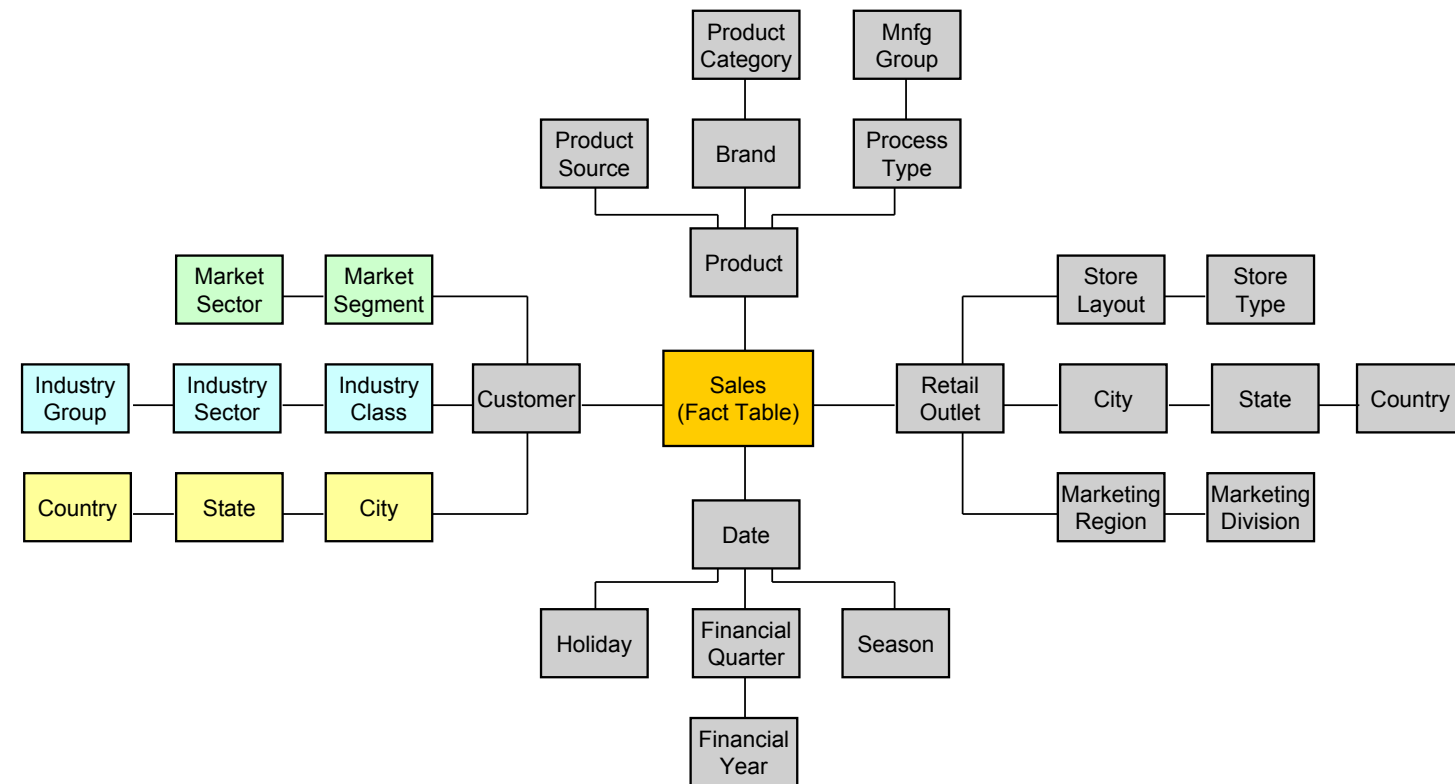 Product
Category
Mnfg
Group
Product
Source
Brand
Process
Type
Product
Market
Sector
Market
Segment
Store
Layout
Store
Type
Industry
Group
Industry
Sector
Industry
Class
Customer
Sales
(Fact Table)
Retail
Outlet
City
State
Country
Country
State
City
Marketing
Region
Marketing
Division
Date
Holiday
Financial
Quarter
Season
Financial
Year